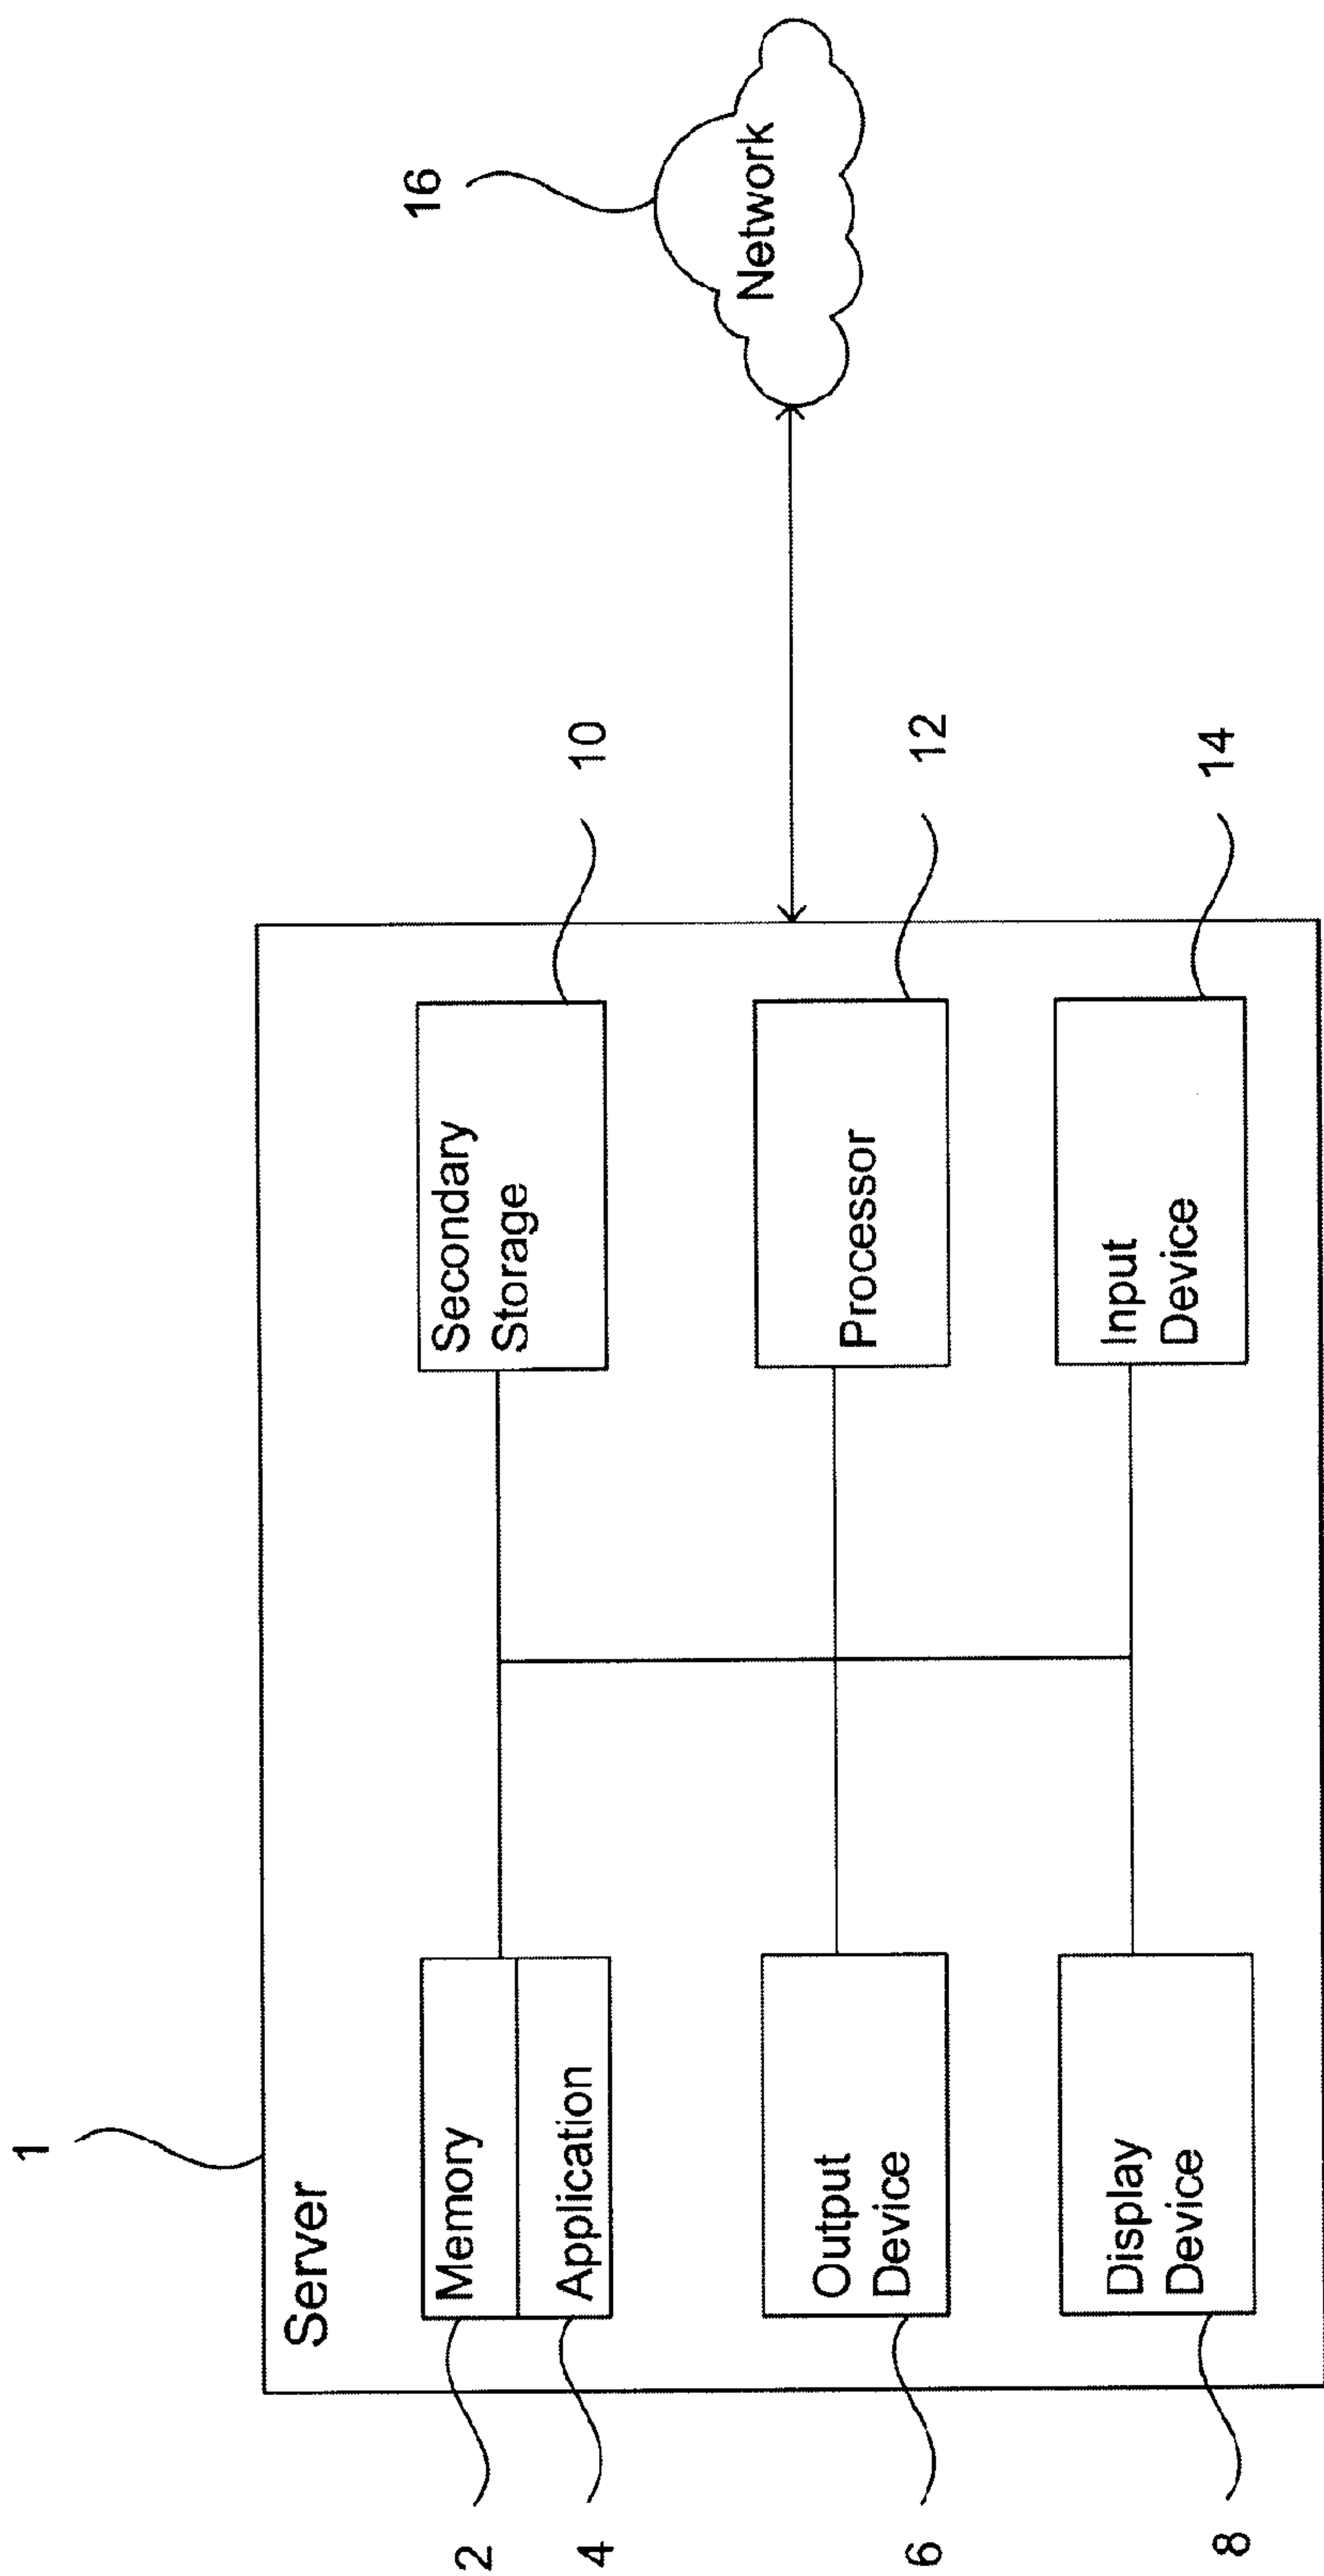 1
Server
2
Memory
4
Application
6
Output
Device
8
Display
Device
Secondary
Storage
10
Processor
12
Input
Device
14
16
Network